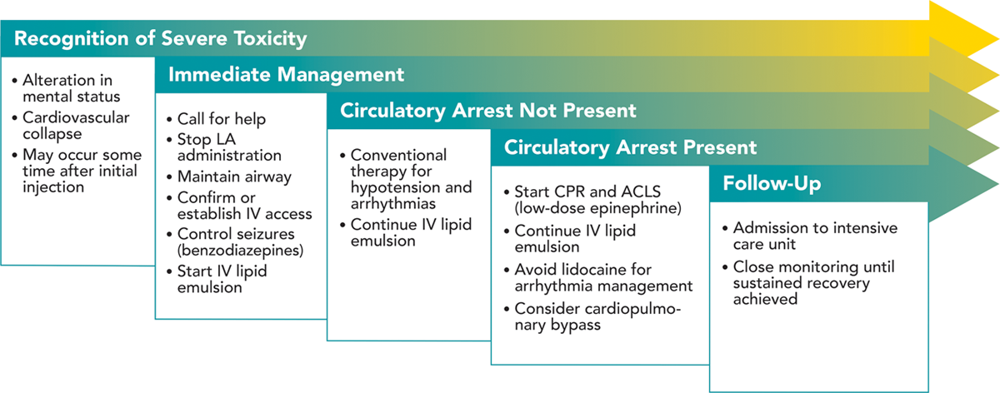 Recognition of Severe Toxicity
• Alteration in
mental status
• Cardiovascular
collapse
• May occur some
time after initial
injection
Immediate Management
• Call for help
• Stop LA
administration
• Maintain airway
• Confirm or
establish IV access
• Control seizures
(benzodiazepines)
• Start IV lipid
emulsion
Circulatory Arrest Not Present
• Conventional
therapy for
hypotension and
arrhythmias
• Continue IV lipid
emulsion
Circulatory Arrest Present
• Start CPR and ACLS
(low-dose epinephrine)
• Continue IV lipid
emulsion
• Avoid lidocaine for
arrhythmia management
• Consider cardiopulmo-
nary bypass
Follow-Up
• Admission to intensive
care unit
• Close monitoring until
sustained recovery
achieved